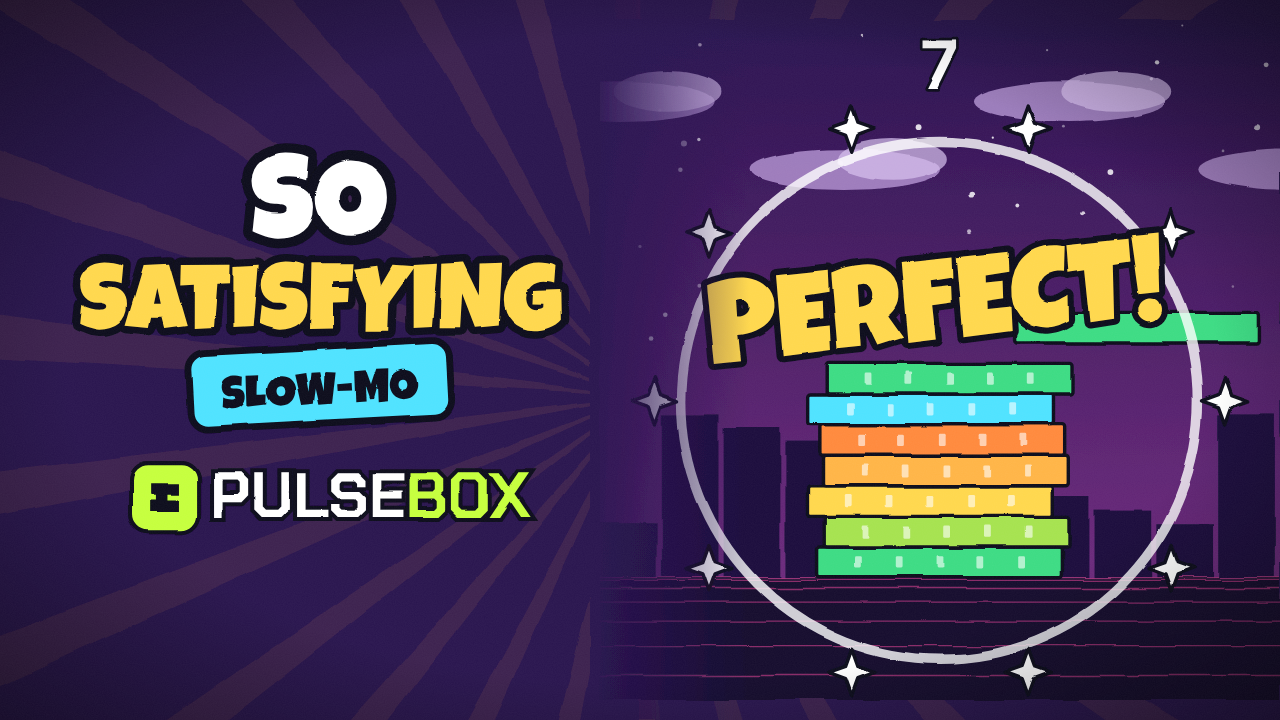 SO
SATISFYING
SLOW-MO
PULSEBOX
7
PERFECT!